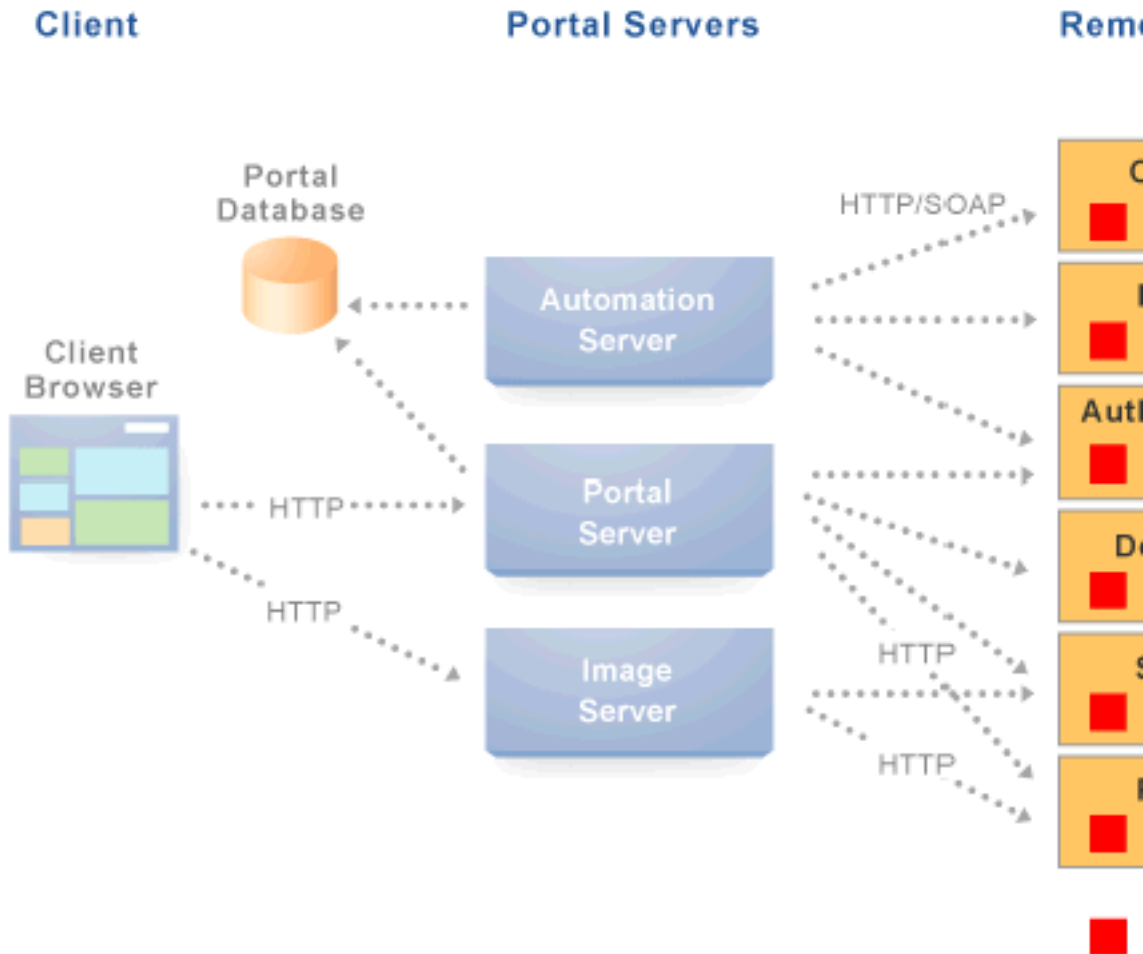 Client
Portal Servers
Portal
Database
Client
Browser
HTTP
HTTP
Automation
Server
Portal
Server
Image
Server
HTTP/SOAP
HTTP
HTTP